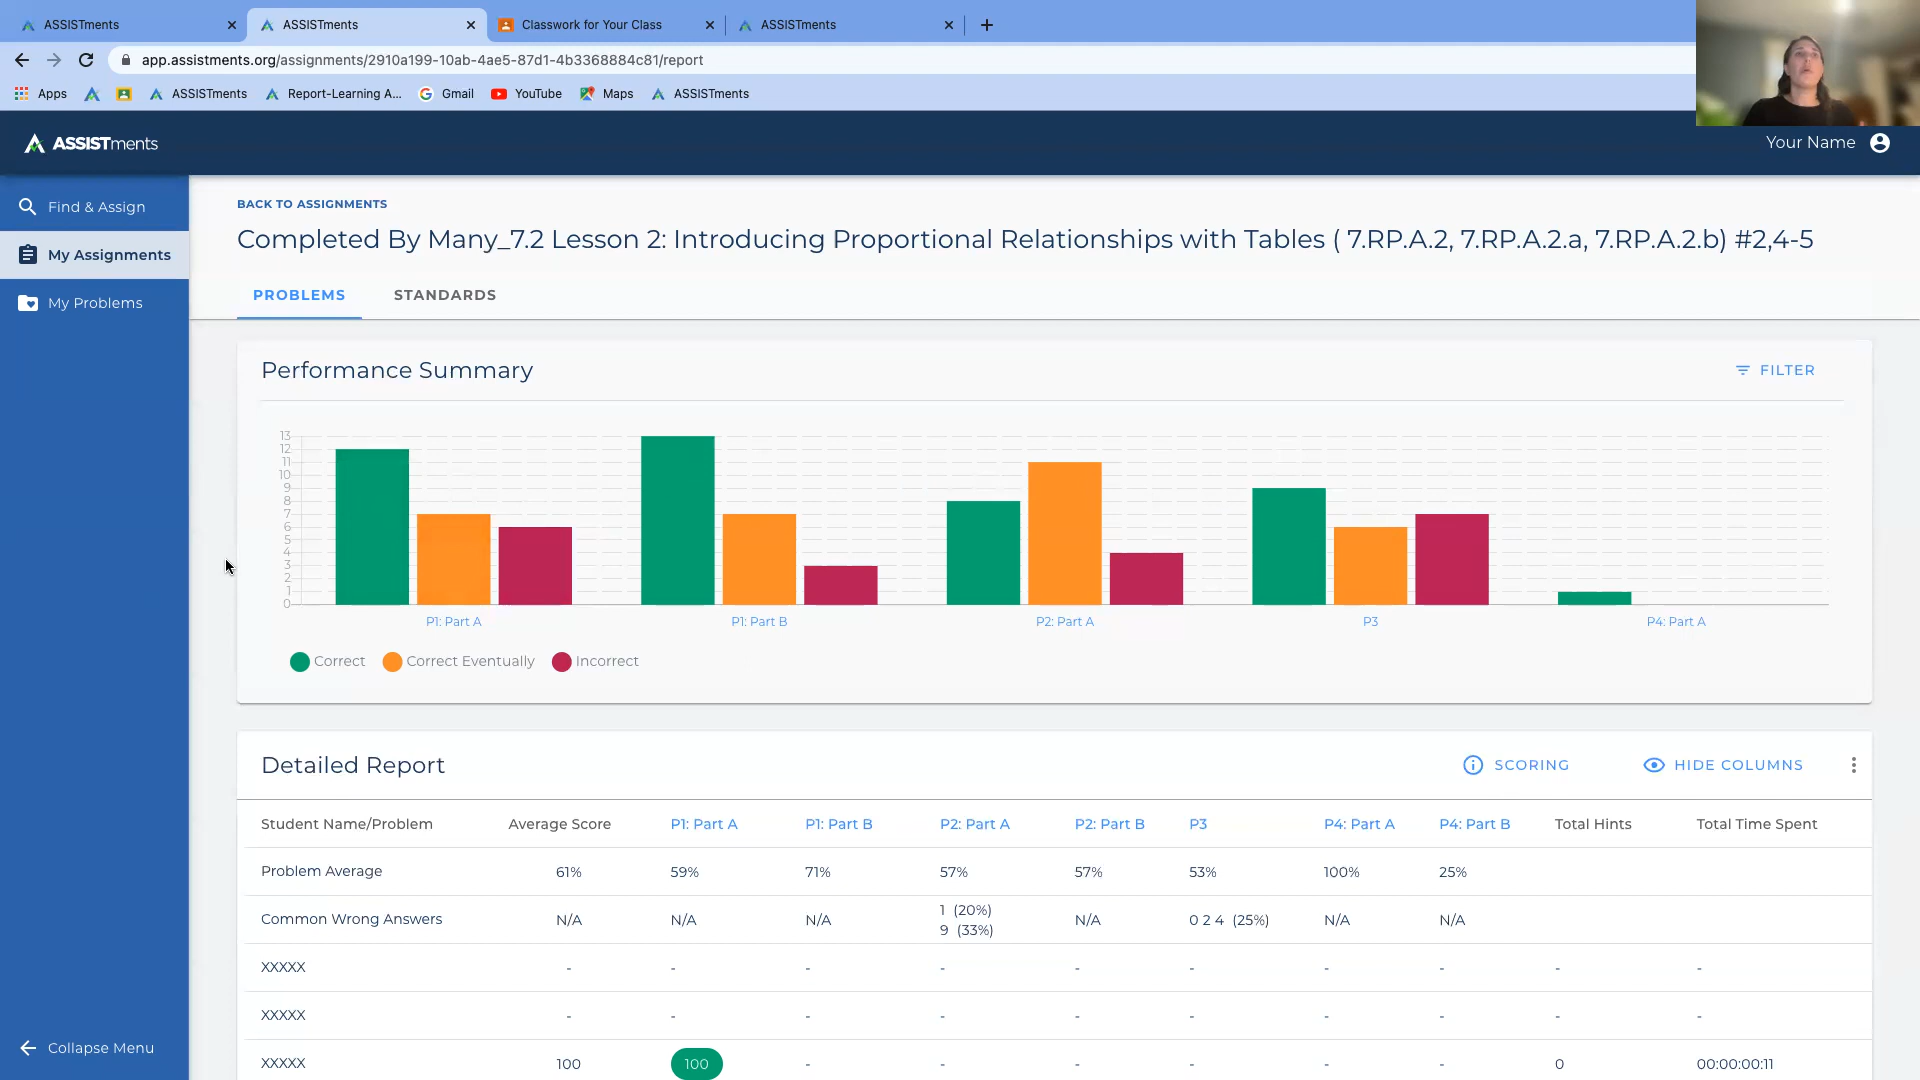 ASSISTments
ASSISTments
Classwork for Your Class
ASSISTments
app.assistments.org/assignments/2910a199-10ab-4ae5-87d1-4b3368884c81/report
Apps
ASSISTments
Report-Learning A...
Gmail
YouTube
Maps
ASSISTments
ASSISTments
Your Name
Find & Assign
My Assignments
My Problems
Collapse Menu
BACK TO ASSIGNMENTS
Completed By Many_7.2 Lesson 2: Introducing Proportional Relationships with Tables ( 7.RP.A.2, 7.RP.A.2.a, 7.RP.A.2.b) #2,4-5
PROBLEMS STANDARDS
Performance Summary
FILTER
13
12
11
10
9
8
7
6
5
4
3
2
1
0
P1: Part A P1: Part B P2: Part A P3 P4: Part A
Correct Correct Eventually Incorrect
Detailed Report
SCORING HIDE COLUMNS
Student Name/Problem Average Score P1: Part A P1: Part B P2: Part A P2: Part B P3 P4: Part A P4: Part B Total Hints Total Time Spent
Problem Average 61% 59% 71% 57% 57% 53% 100% 25%
Common Wrong Answers N/A N/A N/A 1 (20%) 9 (33%) N/A 0 2 4 (25%) N/A N/A
XXXXX - - - - - - - - - -
XXXXX - - - - - - - - - -
XXXXX 100 100 - - - - - - 0 00:00:00:11